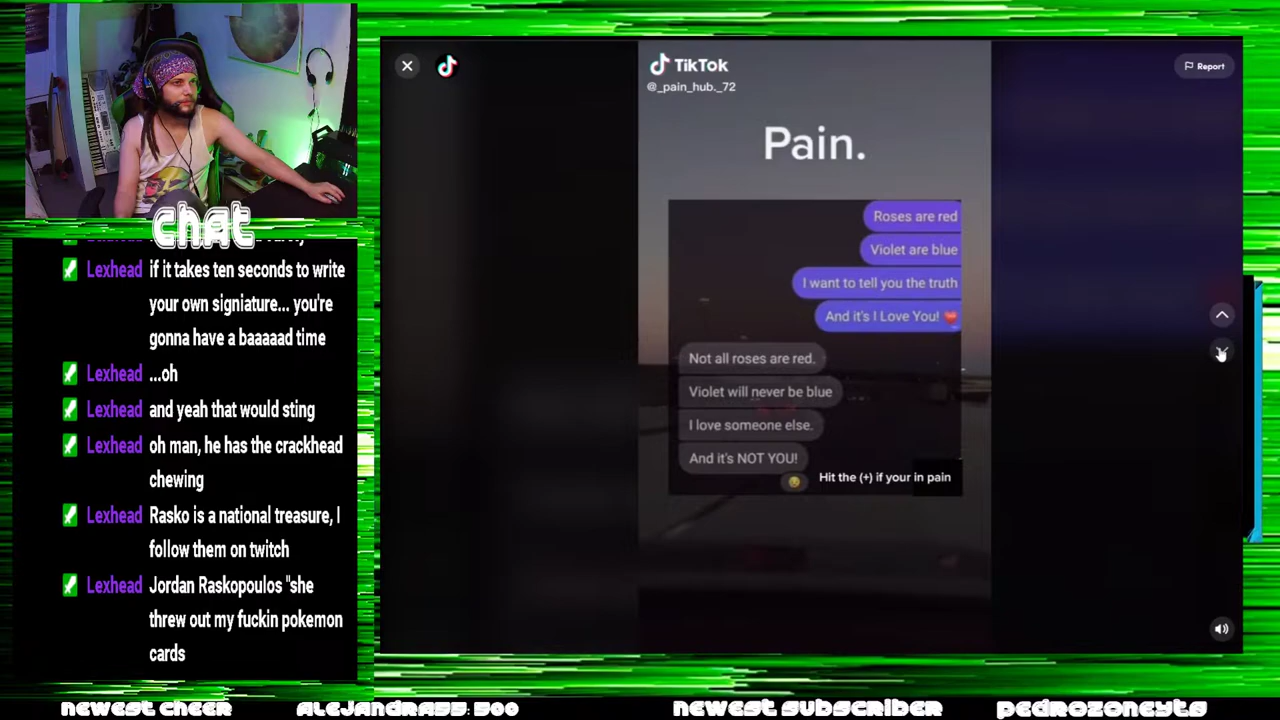 chat
Lexhead if it takes ten seconds to write
your own signiature... you're
gonna have a baaaaad time
Lexhead ...oh
Lexhead and yeah that would sting
Lexhead oh man, he has the crackhead
chewing
Lexhead Rasko is a national treasure, I
follow them on twitch
Lexhead Jordan Raskopoulos "she
threw out my fuckin pokemon
cards
TikTok
@_pain_hub._72
Report
Pain.
Roses are red
Violet are blue
I want to tell you the truth
And it's I Love You!
Not all roses are red.
Violet will never be blue
I love someone else.
And it's NOT YOU!
Hit the (+) if your in pain
NEWEST CHEER ALEJANDRA55: 500 NEWEST SUBSCRIBER PEDROZONEYTS